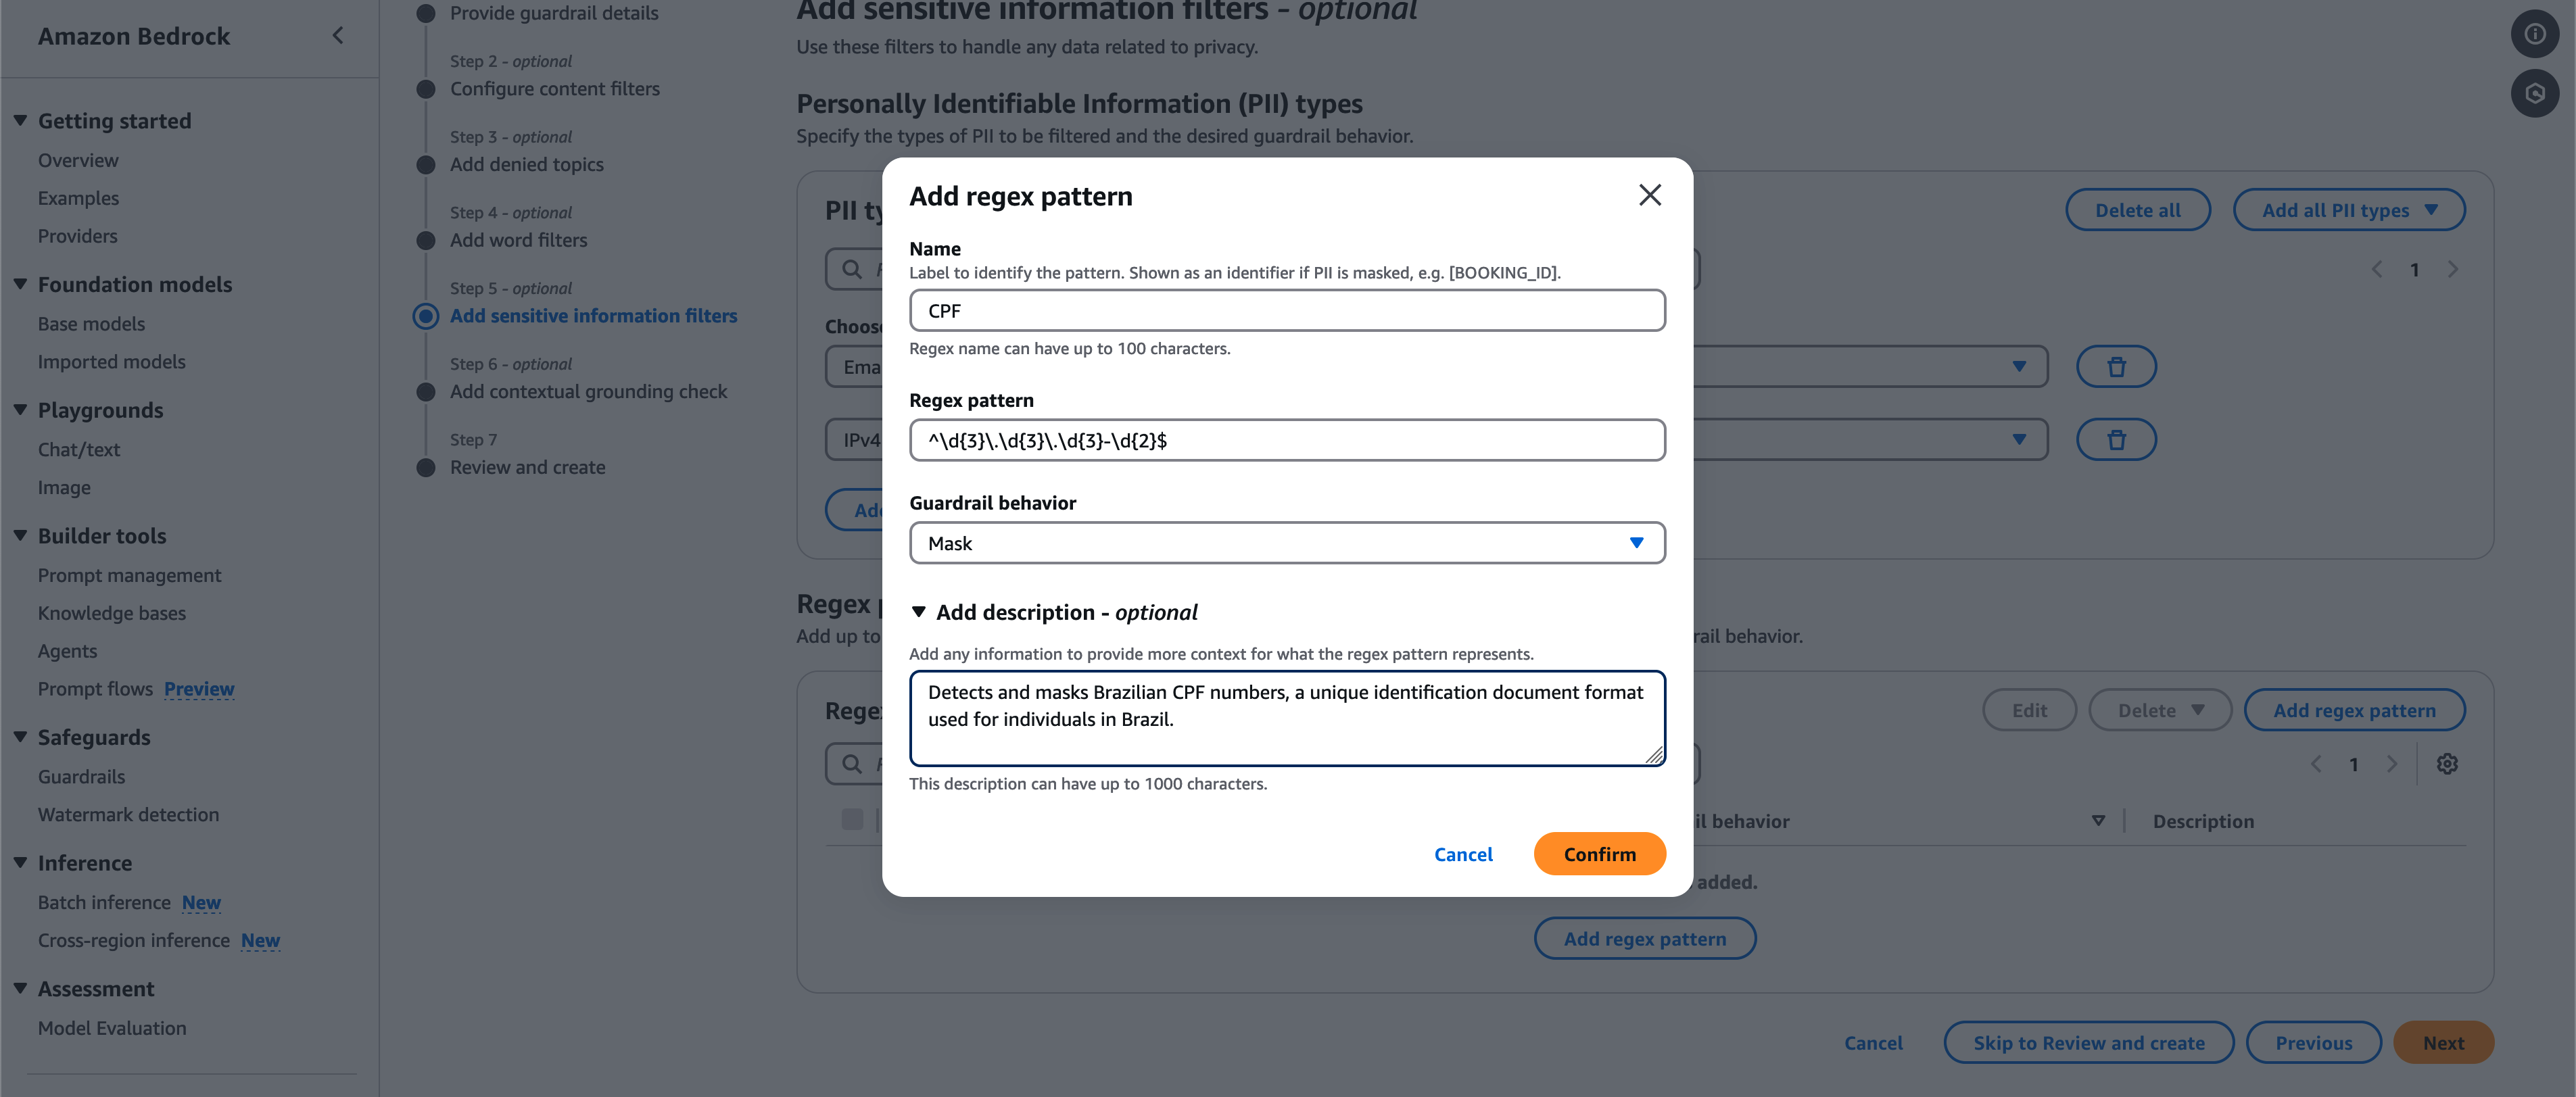 Amazon Bedrock
Getting started
Overview
Examples
Providers
Foundation models
Base models
Imported models
Playgrounds
Chat/text
Image
Builder tools
Prompt management
Knowledge bases
Agents
Prompt flows Preview
Safeguards
Guardrails
Watermark detection
Inference
Batch inference New
Cross-region inference New
Assessment
Model Evaluation
Provide guardrail details
Step 2 - optional
Configure content filters
Step 3 - optional
Add denied topics
Step 4 - optional
Add word filters
Step 5 - optional
Add sensitive information filters
Step 6 - optional
Add contextual grounding check
Step 7
Review and create
Add sensitive information filters - optional
Use these filters to handle any data related to privacy.
Personally Identifiable Information (PII) types
Specify the types of PII to be filtered and the desired guardrail behavior.
PII ty
Delete all
Add all PII types
1
Choose
Ema
IPv4
Add
Regex p
Add up to
rail behavior.
Regex
Edit
Delete
Add regex pattern
1
il behavior
Description
added.
Add regex pattern
Cancel
Skip to Review and create
Previous
Next
Add regex pattern
Name
Label to identify the pattern. Shown as an identifier if PII is masked, e.g. [BOOKING_ID].
CPF
Regex name can have up to 100 characters.
Regex pattern
^\d{3}\.\d{3}\.\d{3}-\d{2}$
Guardrail behavior
Mask
Add description - optional
Add any information to provide more context for what the regex pattern represents.
Detects and masks Brazilian CPF numbers, a unique identification document format
used for individuals in Brazil.
This description can have up to 1000 characters.
Cancel
Confirm